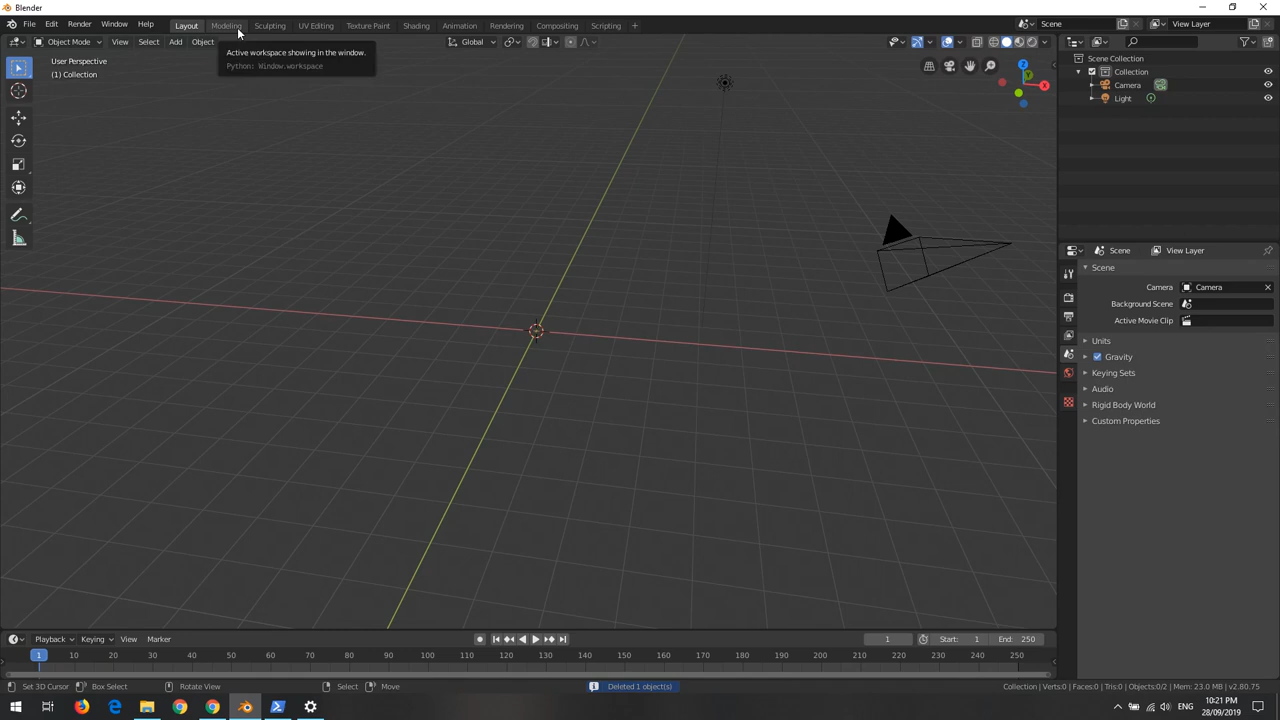 Blender
File Edit Render Window Help Layout Modeling Sculpting UV Editing Texture Paint Shading Animation Rendering Compositing Scripting + Scene View Layer
Object Mode View Select Add Object Global
Active workspace showing in the window.
Python: Window.workspace
User Perspective
(1) Collection
Z
Y
X
Scene Collection
Collection
Camera
Light
Scene View Layer
Scene
Camera Camera
Background Scene
Active Movie Clip
Units
Gravity
Keying Sets
Audio
Rigid Body World
Custom Properties
Playback Keying View Marker 1 Start: 1 End: 250
1 10 20 30 40 50 60 70 80 90 100 110 120 130 140 150 160 170 180 190 200 210 220 230 240 250
Set 3D Cursor Box Select Rotate View Select Move Deleted 1 object(s) Collection | Verts:0 | Faces:0 | Tris:0 | Objects:0/2 | Mem: 23.0 MB | v2.80.75
ENG 10:21 PM
28/09/2019